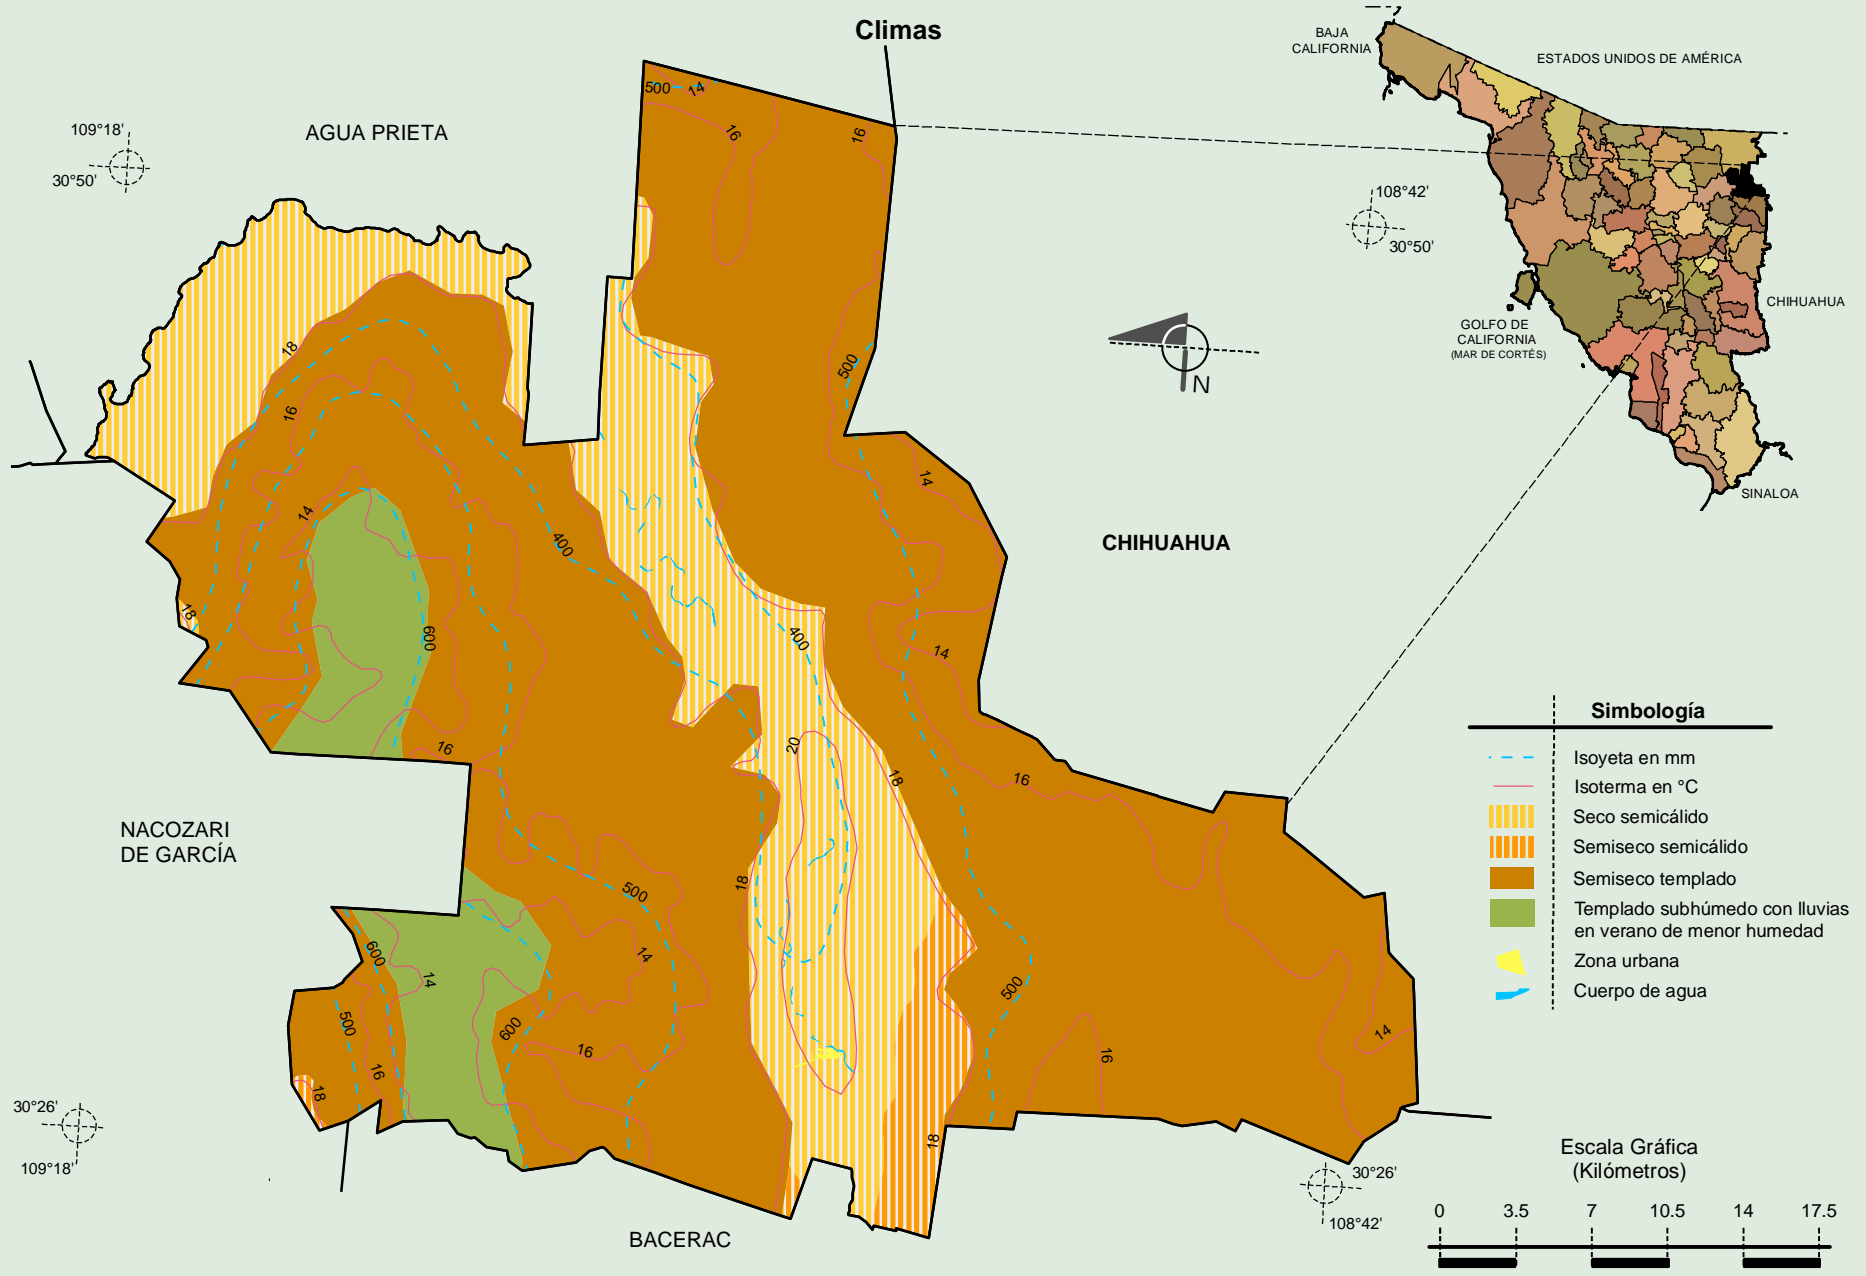 Climas
BAJA
CALIFORNIA
ESTADOS UNIDOS DE AMÉRICA
109°18'
30°50'
AGUA PRIETA
500
14
16
16
108°42'
30°50'
CHIHUAHUA
GOLFO DE
CALIFORNIA
(MAR DE CORTÉS)
SINALOA
18
16
500
N
14
14
400
CHIHUAHUA
18
600
400
14
16
20
18
16
NACOZARI
DE GARCÍA
18
500
600
14
14
500
500
600
16
16
18
16
14
18
Simbología
Isoyeta en mm
Isoterma en °C
Seco semicálido
Semiseco semicálido
Semiseco templado
Templado subhúmedo con lluvias
en verano de menor humedad
Zona urbana
Cuerpo de agua
30°26'
109°18'
BACERAC
30°26'
108°42'
Escala Gráfica
(Kilómetros)
0 3.5 7 10.5 14 17.5